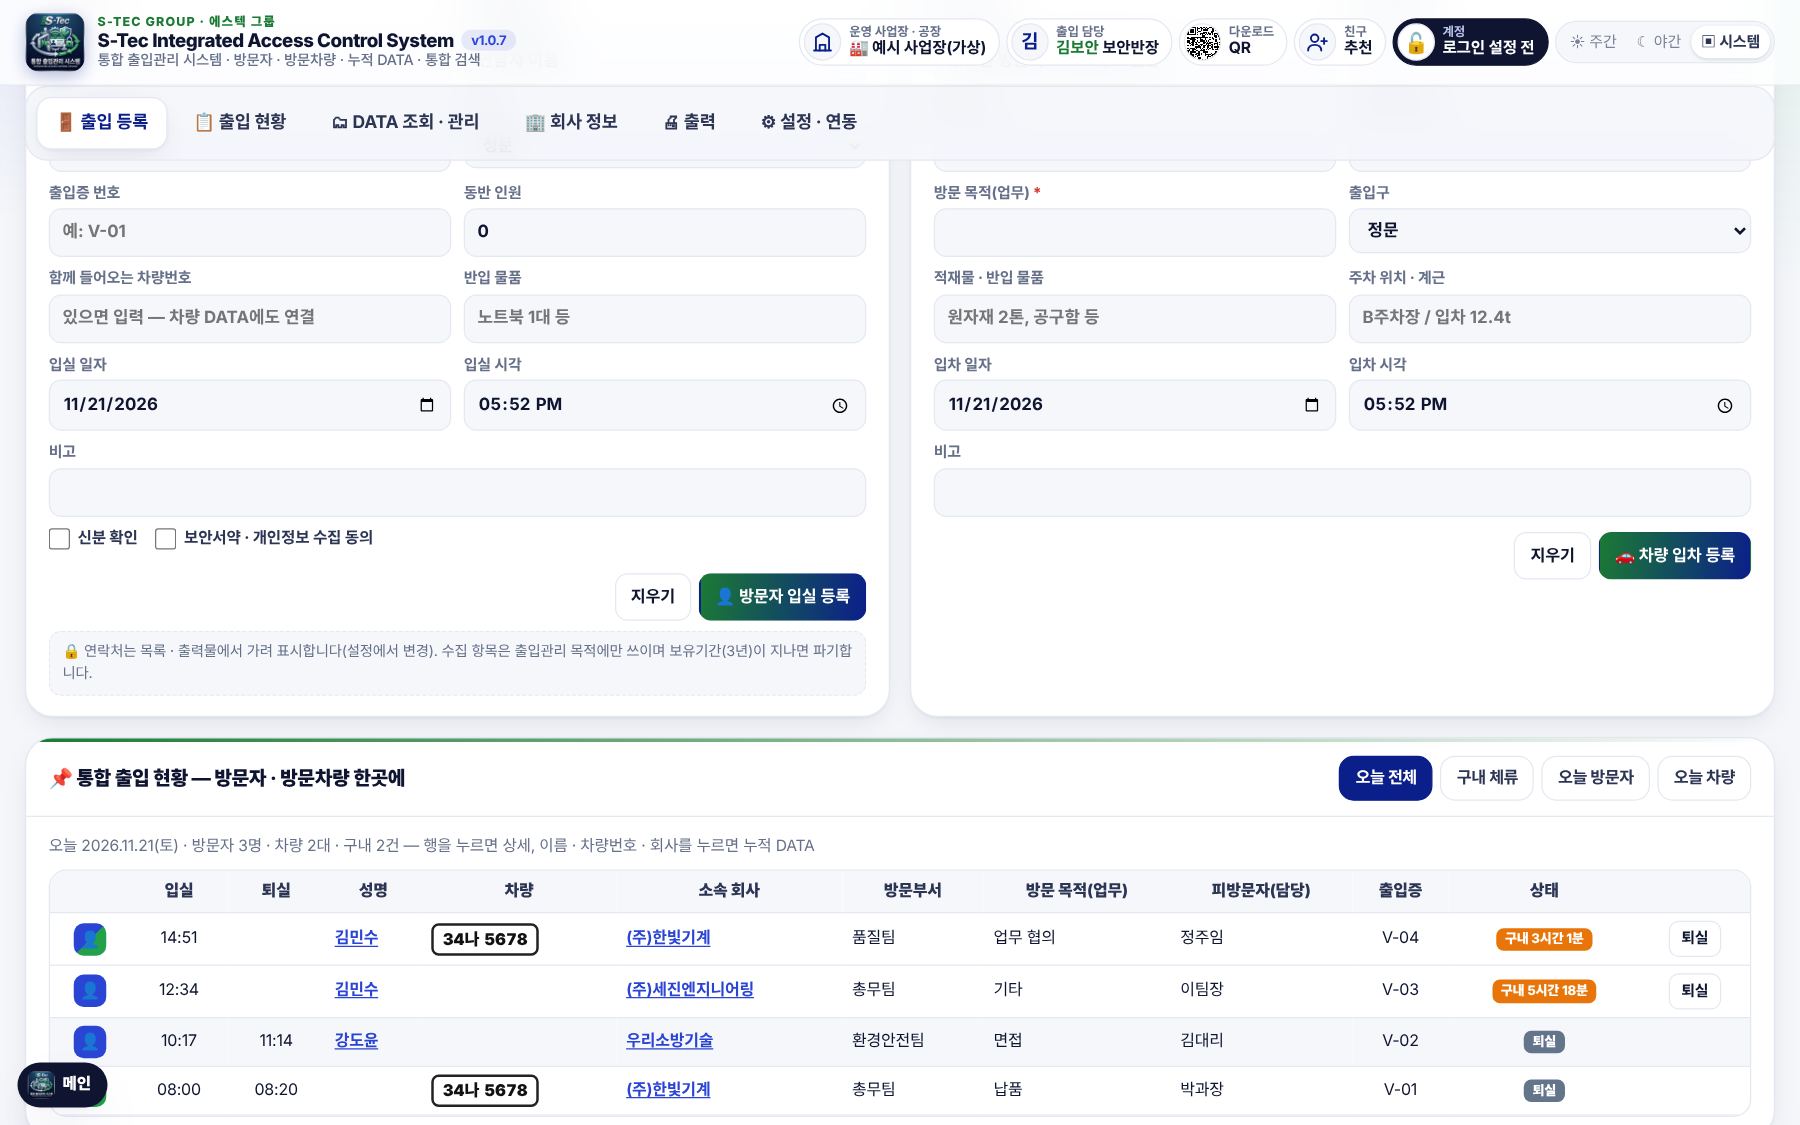 S-TEC GROUP · 에스텍 그룹
S-Tec Integrated Access Control System v1.0.7
통합 출입관리 시스템 · 방문자 · 방문차량 · 누적 DATA · 통합 검색
운영 사업장 · 공장
🏭 예시 사업장(가상)
김
출입 담당
김보안 보안반장
다운로드
QR
친구
추천
계정
로그인 설정 전
☀ 주간
☾ 야간
▣ 시스템
🚪 출입 등록
📋 출입 현황
🗂 DATA 조회 · 관리
🏢 회사 정보
🖨 출력
⚙ 설정 · 연동
정문
출입증 번호
동반 인원
예: V-01
0
함께 들어오는 차량번호
반입 물품
있으면 입력 — 차량 DATA에도 연결
노트북 1대 등
입실 일자
입실 시각
11/21/2026
05:52 PM
비고
신분 확인
보안서약 · 개인정보 수집 동의
지우기
👤 방문자 입실 등록
🔒 연락처는 목록 · 출력물에서 가려 표시합니다(설정에서 변경). 수집 항목은 출입관리 목적에만 쓰이며 보유기간(3년)이 지나면 파기합
니다.
방문 목적(업무) *
출입구
정문
적재물 · 반입 물품
주차 위치 · 계근
원자재 2톤, 공구함 등
B주차장 / 입차 12.4t
입차 일자
입차 시각
11/21/2026
05:52 PM
비고
지우기
🚗 차량 입차 등록
📌 통합 출입 현황 — 방문자 · 방문차량 한곳에
오늘 전체
구내 체류
오늘 방문자
오늘 차량
오늘 2026.11.21(토) · 방문자 3명 · 차량 2대 · 구내 2건 — 행을 누르면 상세, 이름 · 차량번호 · 회사를 누르면 누적 DATA
입실 퇴실 성명 차량 소속 회사 방문부서 방문 목적(업무) 피방문자(담당) 출입증 상태
14:51 김민수 34나 5678 (주)한빛기계 품질팀 업무 협의 정주임 V-04 구내 3시간 1분 퇴실
12:34 김민수 (주)세진엔지니어링 총무팀 기타 이팀장 V-03 구내 5시간 18분 퇴실
10:17 11:14 강도윤 우리소방기술 환경안전팀 면접 김대리 V-02 퇴실
08:00 08:20 34나 5678 (주)한빛기계 총무팀 납품 박과장 V-01 퇴실
메인